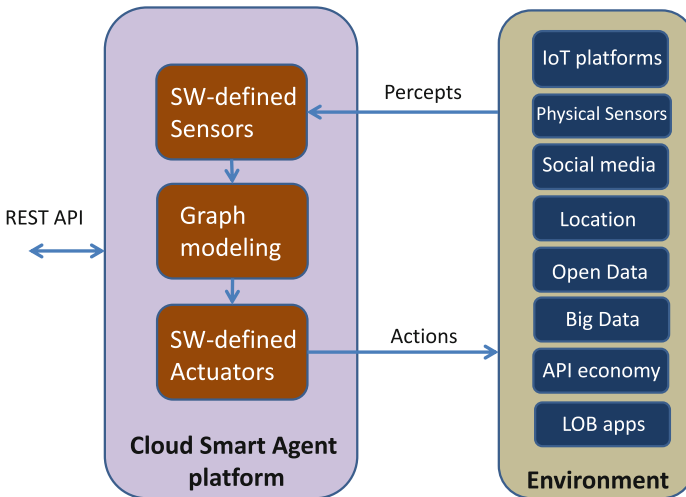 REST API
SW-defined
Sensors
Graph
modeling
SW-defined
Actuators
Cloud Smart Agent
platform
Percepts
Actions
IoT platforms
Physical Sensors
Social media
Location
Open Data
Big Data
API economy
LOB apps
Environment